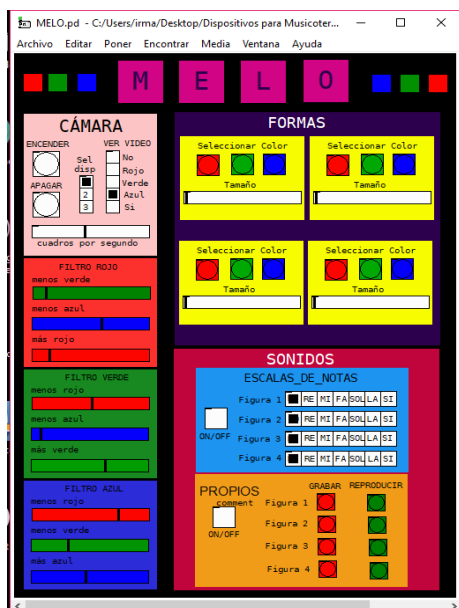 MELO.pd - C:/Users/irma/Desktop/Dispositivos para Musicoter...
Archivo Editar Poner Encontrar Media Ventana Ayuda
M E L O
CÁMARA
ENCENDER
VER VIDEO
Sel
disp
No
Rojo
Verde
Azul
Si
APAGAR
2
3
cuadros por segundo
FILTRO ROJO
menos verde
menos azul
más rojo
FILTRO VERDE
menos rojo
menos azul
más verde
FILTRO AZUL
menos rojo
menos verde
más azul
FORMAS
Seleccionar Color
Tamaño
Seleccionar Color
Tamaño
Seleccionar Color
Tamaño
Seleccionar Color
Tamaño
SONIDOS
ESCALAS_DE_NOTAS
ON/OFF
Figura 1 RE MI FA SOL LA SI
Figura 2 RE MI FA SOL LA SI
Figura 3 RE MI FA SOL LA SI
Figura 4 RE MI FA SOL LA SI
PROPIOS
comment
ON/OFF
GRABAR REPRODUCIR
Figura 1
Figura 2
Figura 3
Figura 4